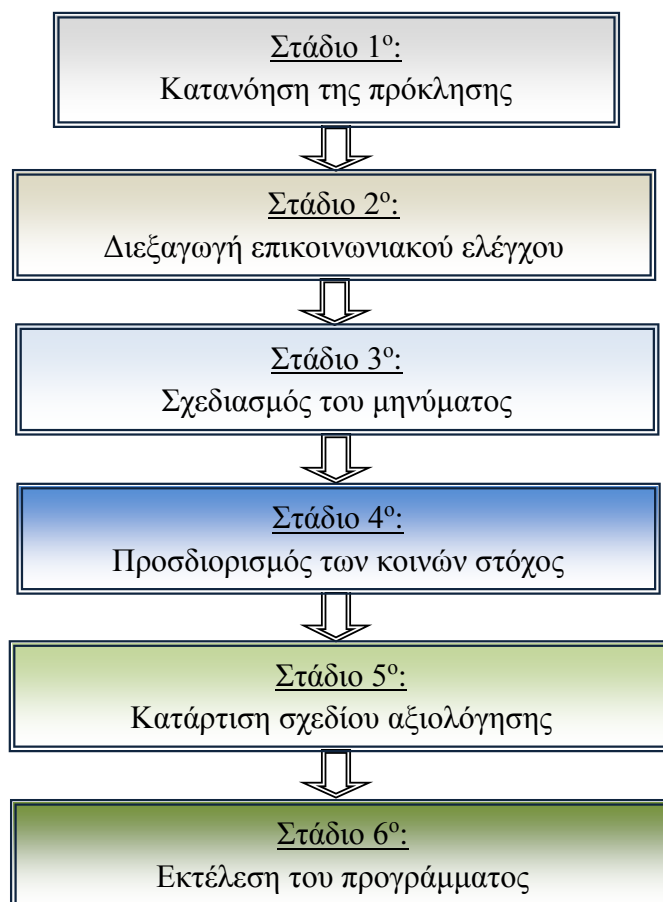 Στάδιο 1ο:
Κατανόηση της πρόκλησης
Στάδιο 2ο:
Διεξαγωγή επικοινωνιακού ελέγχου
Στάδιο 3ο:
Σχεδιασμός του μηνύματος
Στάδιο 4ο:
Προσδιορισμός των κοινών στόχος
Στάδιο 5ο:
Κατάρτιση σχεδίου αξιολόγησης
Στάδιο 6ο:
Εκτέλεση του προγράμματος